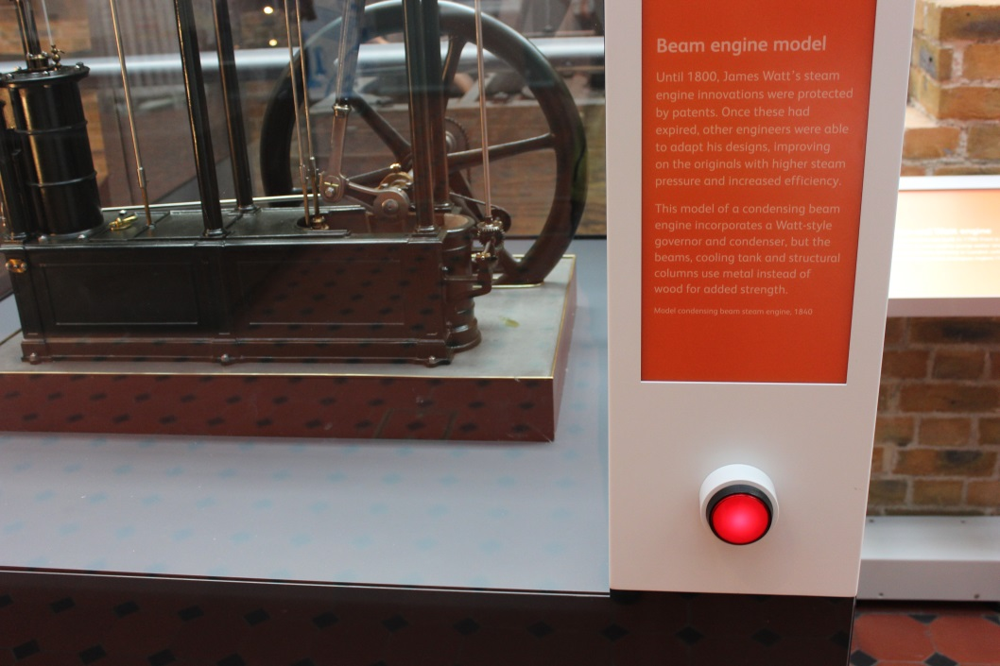 Beam engine model
Until 1800, James Watt's steam
engine innovations were protected
by patents. Once these had
expired, other engineers were able
to adapt his designs, improving
on the originals with higher steam
pressure and increased efficiency.
This model of a condensing beam
engine incorporates a Watt-style
governor and condenser, but the
beams, cooling tank and structural
columns use metal instead of
wood for added strength.
Model condensing beam steam engine, 1840